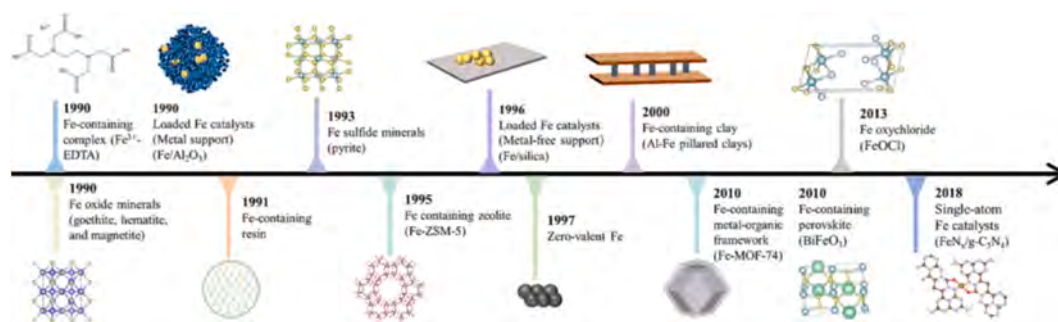 1990
Fe-containing
complex (Fe³⁺-
EDTA)
1990
Loaded Fe catalysts
(Metal support)
(Fe/Al₂O₃)
1993
Fe sulfide minerals
(pyrite)
1996
Loaded Fe catalysts
(Metal-free support)
(Fe/silica)
2000
Fe-containing clay
(Al-Fe pillared clays)
2013
Fe oxychloride
(FeOCl)
1990
Fe oxide minerals
(goethite, hematite,
and magnetite)
1991
Fe-containing
resin
1995
Fe containing zeolite
(Fe-ZSM-5)
1997
Zero-valent Fe
2010
Fe-containing
metal-organic
framework
(Fe-MOF-74)
2010
Fe-containing
perovskite
(BiFeO₃)
2018
Single-atom
Fe catalysts
(FeNₓ/g-C₃N₄)